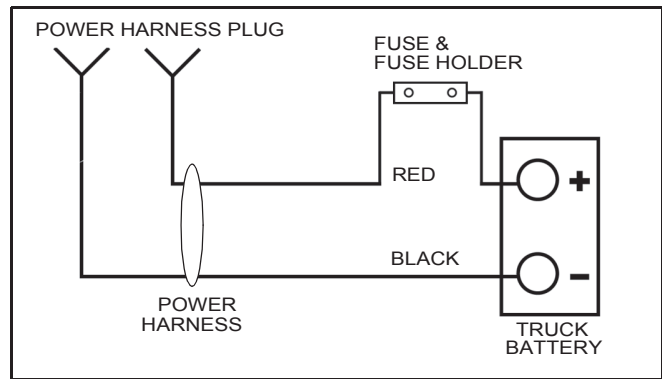 POWER HARNESS PLUG
FUSE &
FUSE HOLDER
RED
+
BLACK
–
POWER
HARNESS
TRUCK
BATTERY